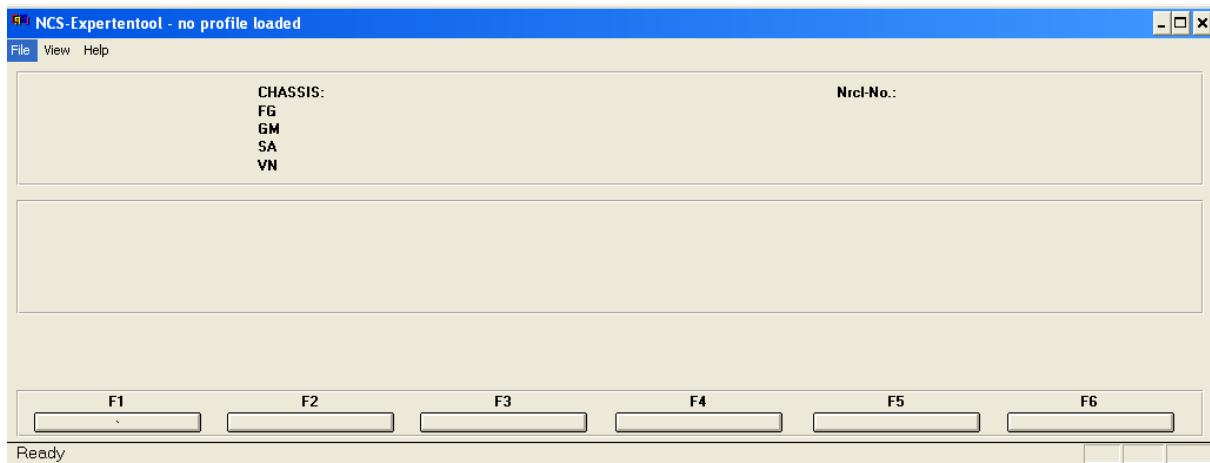 NCS-Expertentool - no profile loaded
File View Help
CHASSIS: Nrcl-No.:
FG
GM
SA
VN
F1 F2 F3 F4 F5 F6
Ready